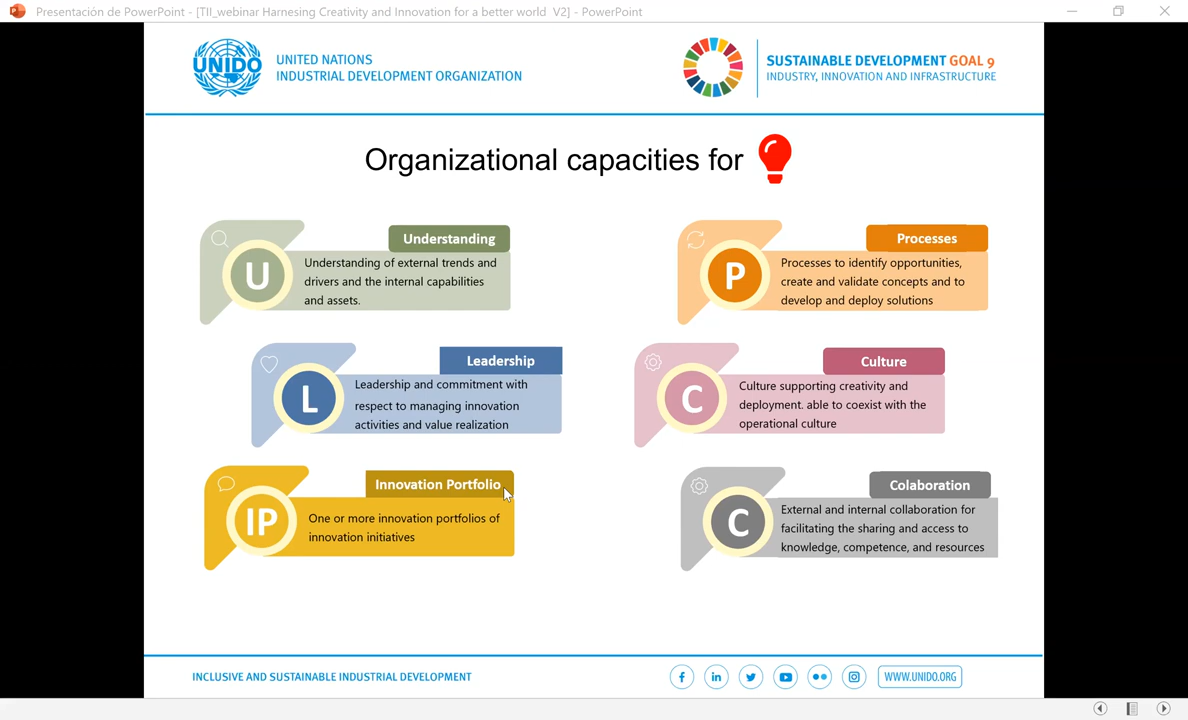 Presentación de PowerPoint - [TII_webinar Harnesing Creativity and Innovation for a better world  V2] - PowerPoint
UNIDO
UNITED NATIONS
INDUSTRIAL DEVELOPMENT ORGANIZATION
SUSTAINABLE DEVELOPMENT GOAL 9
INDUSTRY, INNOVATION AND INFRASTRUCTURE
Organizational capacities for
Understanding
U
Understanding of external trends and
drivers and the internal capabilities
and assets.
Processes
P
Processes to identify opportunities,
create and validate concepts and to
develop and deploy solutions
Leadership
L
Leadership and commitment with
respect to managing innovation
activities and value realization
Culture
C
Culture supporting creativity and
deployment. able to coexist with the
operational culture
Innovation Portfolio
IP
One or more innovation portfolios of
innovation initiatives
Colaboration
C
External and internal collaboration for
facilitating the sharing and access to
knowledge, competence, and resources
INCLUSIVE AND SUSTAINABLE INDUSTRIAL DEVELOPMENT
WWW.UNIDO.ORG